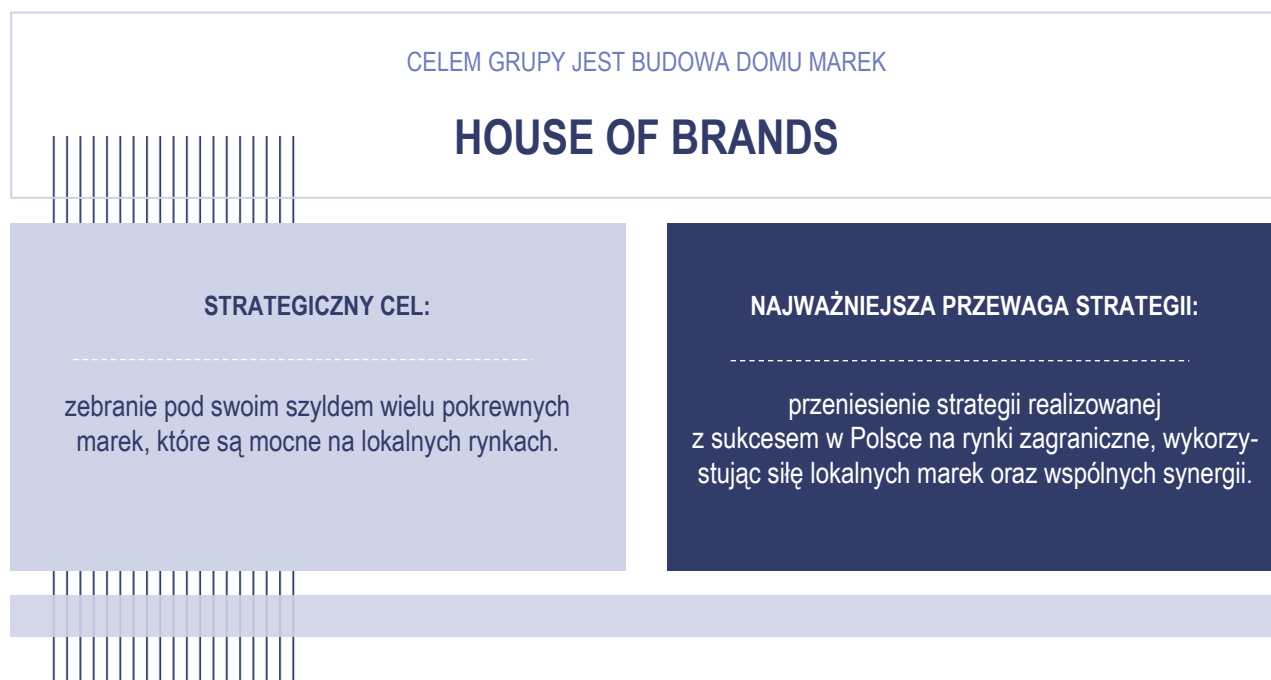 CELEM GRUPY JEST BUDOWA DOMU MAREK
HOUSE OF BRANDS
STRATEGICZNY CEL:
zebranie pod swoim szyldem wielu pokrewnych
marek, które są mocne na lokalnych rynkach.
NAJWAŻNIEJSZA PRZEWAGA STRATEGII:
przeniesienie strategii realizowanej
z sukcesem w Polsce na rynki zagraniczne, wykorzy-
stując siłę lokalnych marek oraz wspólnych synergii.